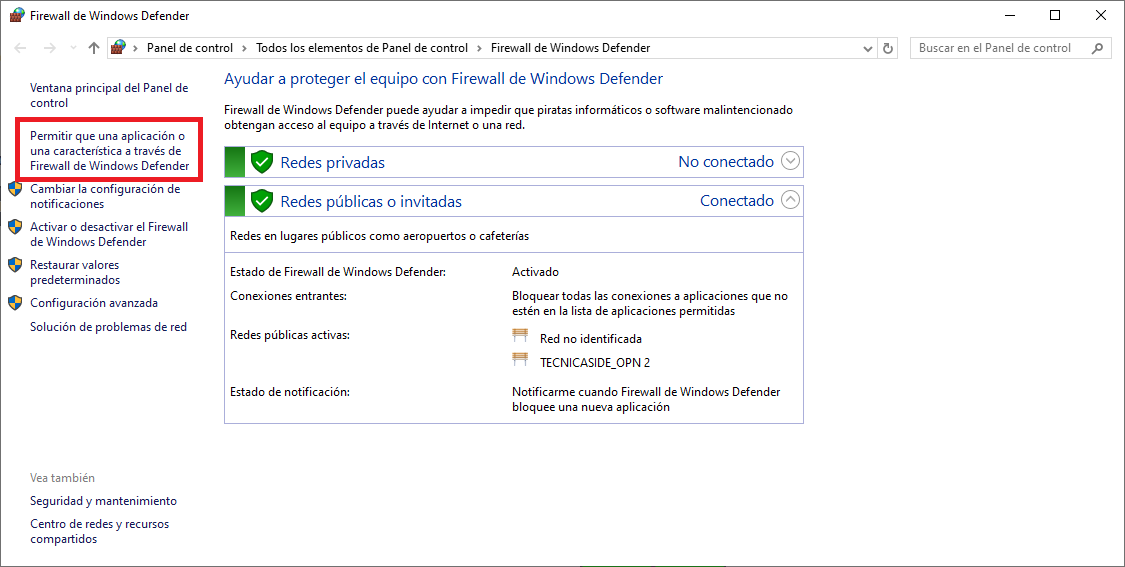 Firewall de Windows Defender
Panel de control > Todos los elementos de Panel de control > Firewall de Windows Defender
Buscar en el Panel de control
Ventana principal del Panel de
control
Permitir que una aplicación o
una característica a través de
Firewall de Windows Defender
Cambiar la configuración de
notificaciones
Activar o desactivar el Firewall
de Windows Defender
Restaurar valores
predeterminados
Configuración avanzada
Solución de problemas de red
Vea también
Seguridad y mantenimiento
Centro de redes y recursos
compartidos
Ayudar a proteger el equipo con Firewall de Windows Defender
Firewall de Windows Defender puede ayudar a impedir que piratas informáticos o software malintencionado
obtengan acceso al equipo a través de Internet o una red.
Redes privadas No conectado
Redes públicas o invitadas Conectado
Redes en lugares públicos como aeropuertos o cafeterías
Estado de Firewall de Windows Defender: Activado
Conexiones entrantes: Bloquear todas las conexiones a aplicaciones que no
estén en la lista de aplicaciones permitidas
Redes públicas activas: Red no identificada
TECNICASIDE_OPN 2
Estado de notificación: Notificarme cuando Firewall de Windows Defender
bloquee una nueva aplicación